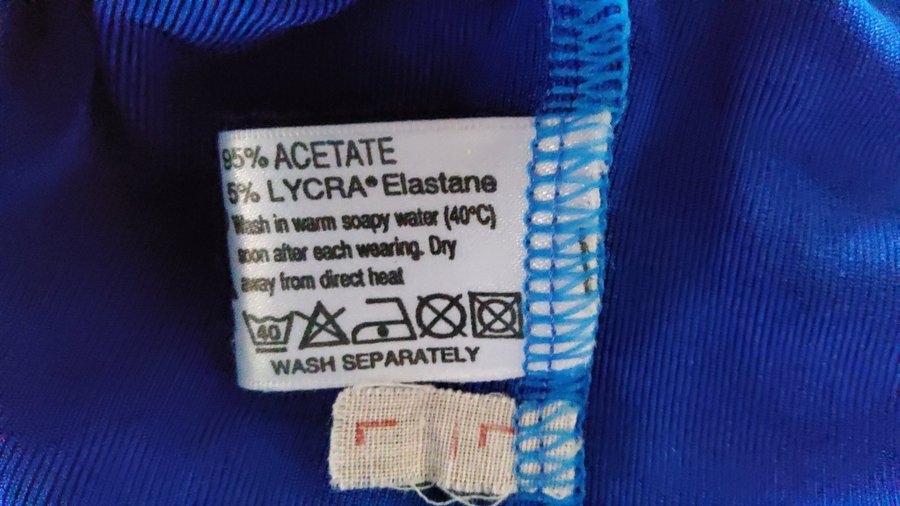 95% ACETATE
5% LYCRA® Elastane
Wash in warm soapy water (40°C)
soon after each wearing. Dry
away from direct heat
40
WASH SEPARATELY
L L